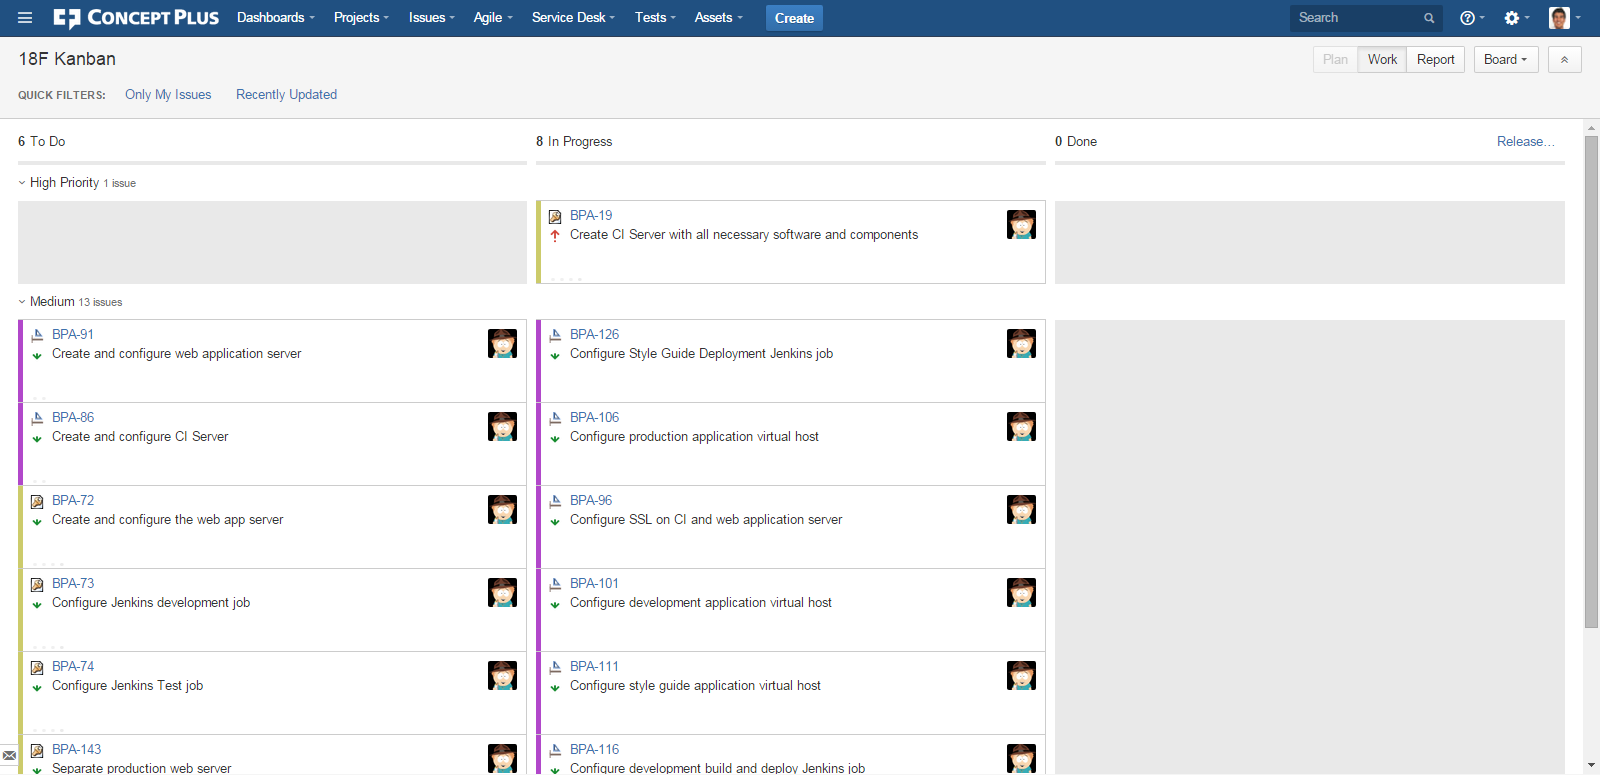 CONCEPT PLUS Dashboards Projects Issues Agile Service Desk Tests Assets Create Search
18F Kanban Plan Work Report Board
QUICK FILTERS: Only My Issues Recently Updated
6 To Do 8 In Progress 0 Done Release...
High Priority 1 issue
BPA-19
Create CI Server with all necessary software and components
Medium 13 issues
BPA-91 BPA-126
Create and configure web application server Configure Style Guide Deployment Jenkins job
BPA-86 BPA-106
Create and configure CI Server Configure production application virtual host
BPA-72 BPA-96
Create and configure the web app server Configure SSL on CI and web application server
BPA-73 BPA-101
Configure Jenkins development job Configure development application virtual host
BPA-74 BPA-111
Configure Jenkins Test job Configure style guide application virtual host
BPA-143 BPA-116
Separate production web server Configure development build and deploy Jenkins job